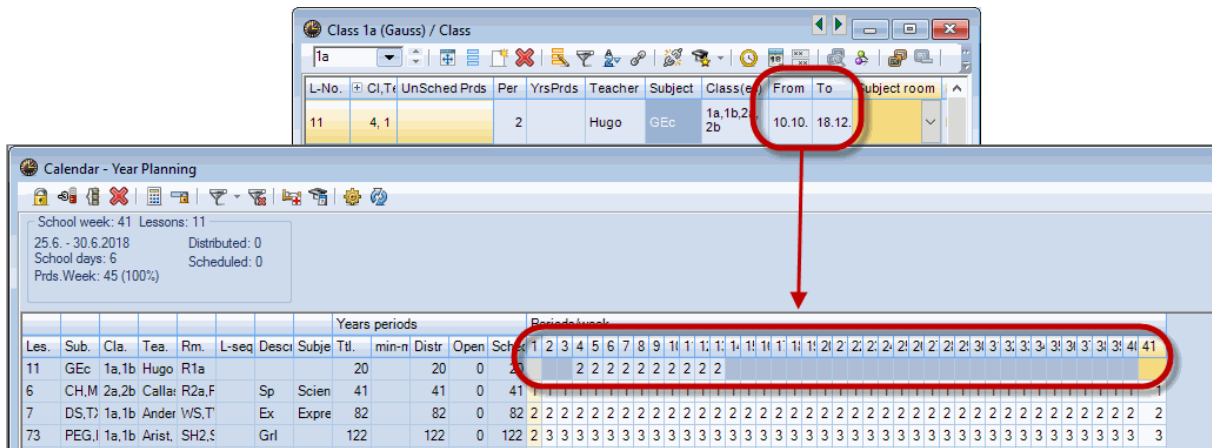 Class 1a (Gauss) / Class
1a
L-No. Cl,Te UnSched Prds Per YrsPrds Teacher Subject Class(es) From To Subject room
11 4, 1 2 Hugo GEc 1a,1b,2a, 2b 10.10. 18.12.
Calendar - Year Planning
School week: 41 Lessons: 11
25.6. - 30.6.2018 Distributed: 0
School days: 6 Scheduled: 0
Prds.Week: 45 (100%)
Years periods Periods/week
Les. Sub. Cla. Tea. Rm. L-seq Descr Subje Ttl. min-m Distr Open Sched 1 2 3 4 5 6 7 8 9 41
11 GEc 1a,1b Hugo R1a 20 20 0 20 2 2 2 2 2 2 2 2 2 2
6 CH,M 2a,2b Calla: R2a,F Sp Scien 41 41 0 41 1
7 DS,T 1a,1b Ander WS,T Ex Expre 82 82 0 82 2 2 2 2 2 2 2 2 2 2 2 2 2 2 2 2 2 2 2 2 2 2 2 2 2 2 2 2 2 2 2 2 2 2 2 2 2 2 2 2 2
73 PEG,I 1a,1b Arist, SH2,S Grl 122 122 0 122 2 3 3 3 3 3 3 3 3 3 3 3 3 3 3 3 3 3 3 3 3 3 3 3 3 3 3 3 3 3 3 3 3 3 3 3 3 3 3 3 3